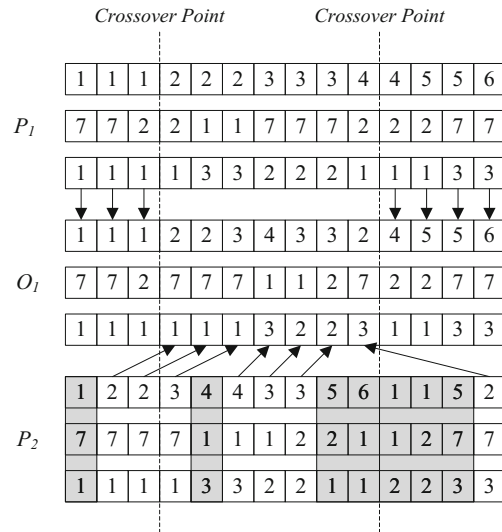 Crossover Point Crossover Point
1 1 1 2 2 2 3 3 3 4 4 5 5 6
P1 7 7 2 2 1 1 7 7 7 2 2 2 7 7
1 1 1 1 3 3 2 2 2 1 1 1 3 3
1 1 1 2 2 3 4 3 3 2 4 5 5 6
O1 7 7 2 7 7 7 1 1 2 7 2 2 7 7
1 1 1 1 1 1 3 2 2 3 1 1 3 3
1 2 2 3 4 4 3 3 5 6 1 1 5 2
P2 7 7 7 7 1 1 1 2 2 1 1 2 7 7
1 1 1 1 3 3 2 2 1 1 2 2 3 3